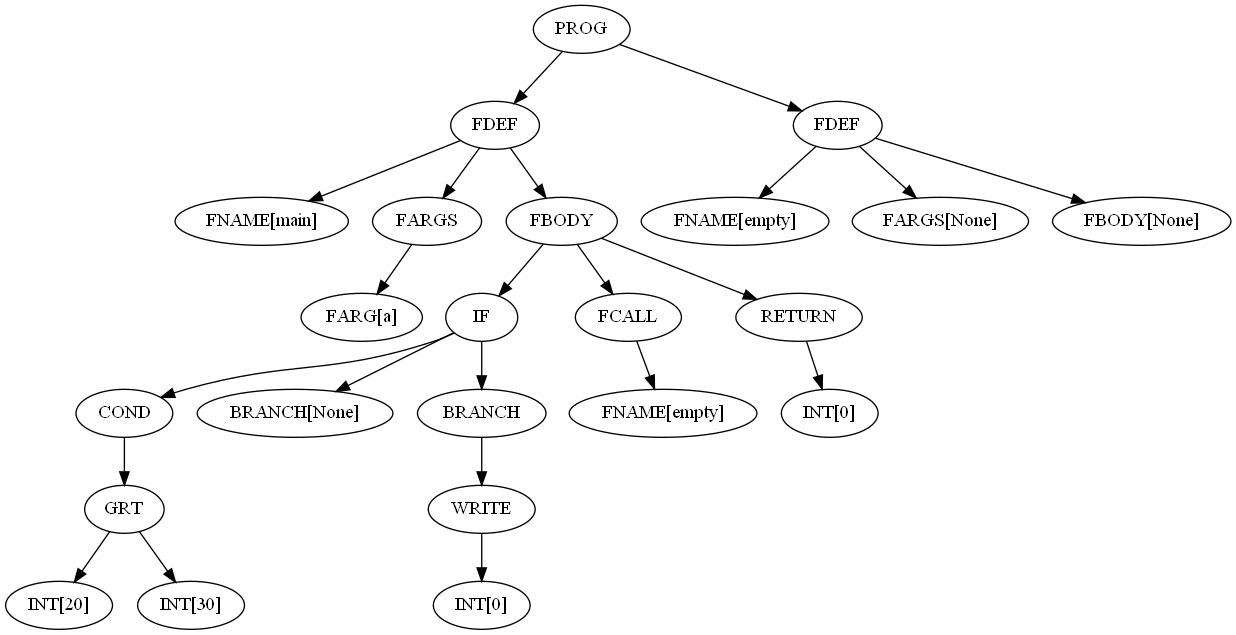 PROG
FDEF
FDEF
FNAME[main]
FARGS
FBODY
FNAME[empty]
FARGS[None]
FBODY[None]
FARG[a]
IF
FCALL
RETURN
COND
BRANCH[None]
BRANCH
FNAME[empty]
INT[0]
GRT
WRITE
INT[20]
INT[30]
INT[0]